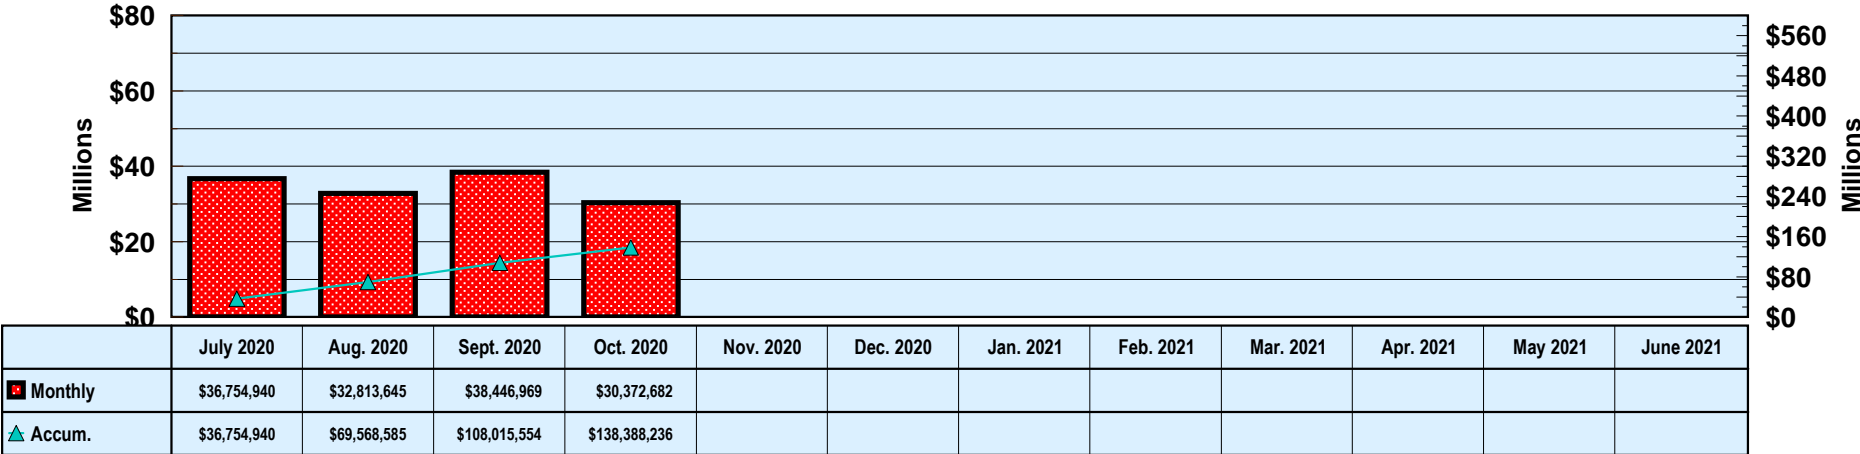 $80
$60
$40
$20
$0
Millions
$560
$480
$400
$320
$240
$160
$80
$0
Millions
July 2020 Aug. 2020 Sept. 2020 Oct. 2020 Nov. 2020 Dec. 2020 Jan. 2021 Feb. 2021 Mar. 2021 Apr. 2021 May 2021 June 2021
Monthly $36,754,940 $32,813,645 $38,446,969 $30,372,682
Accum. $36,754,940 $69,568,585 $108,015,554 $138,388,236